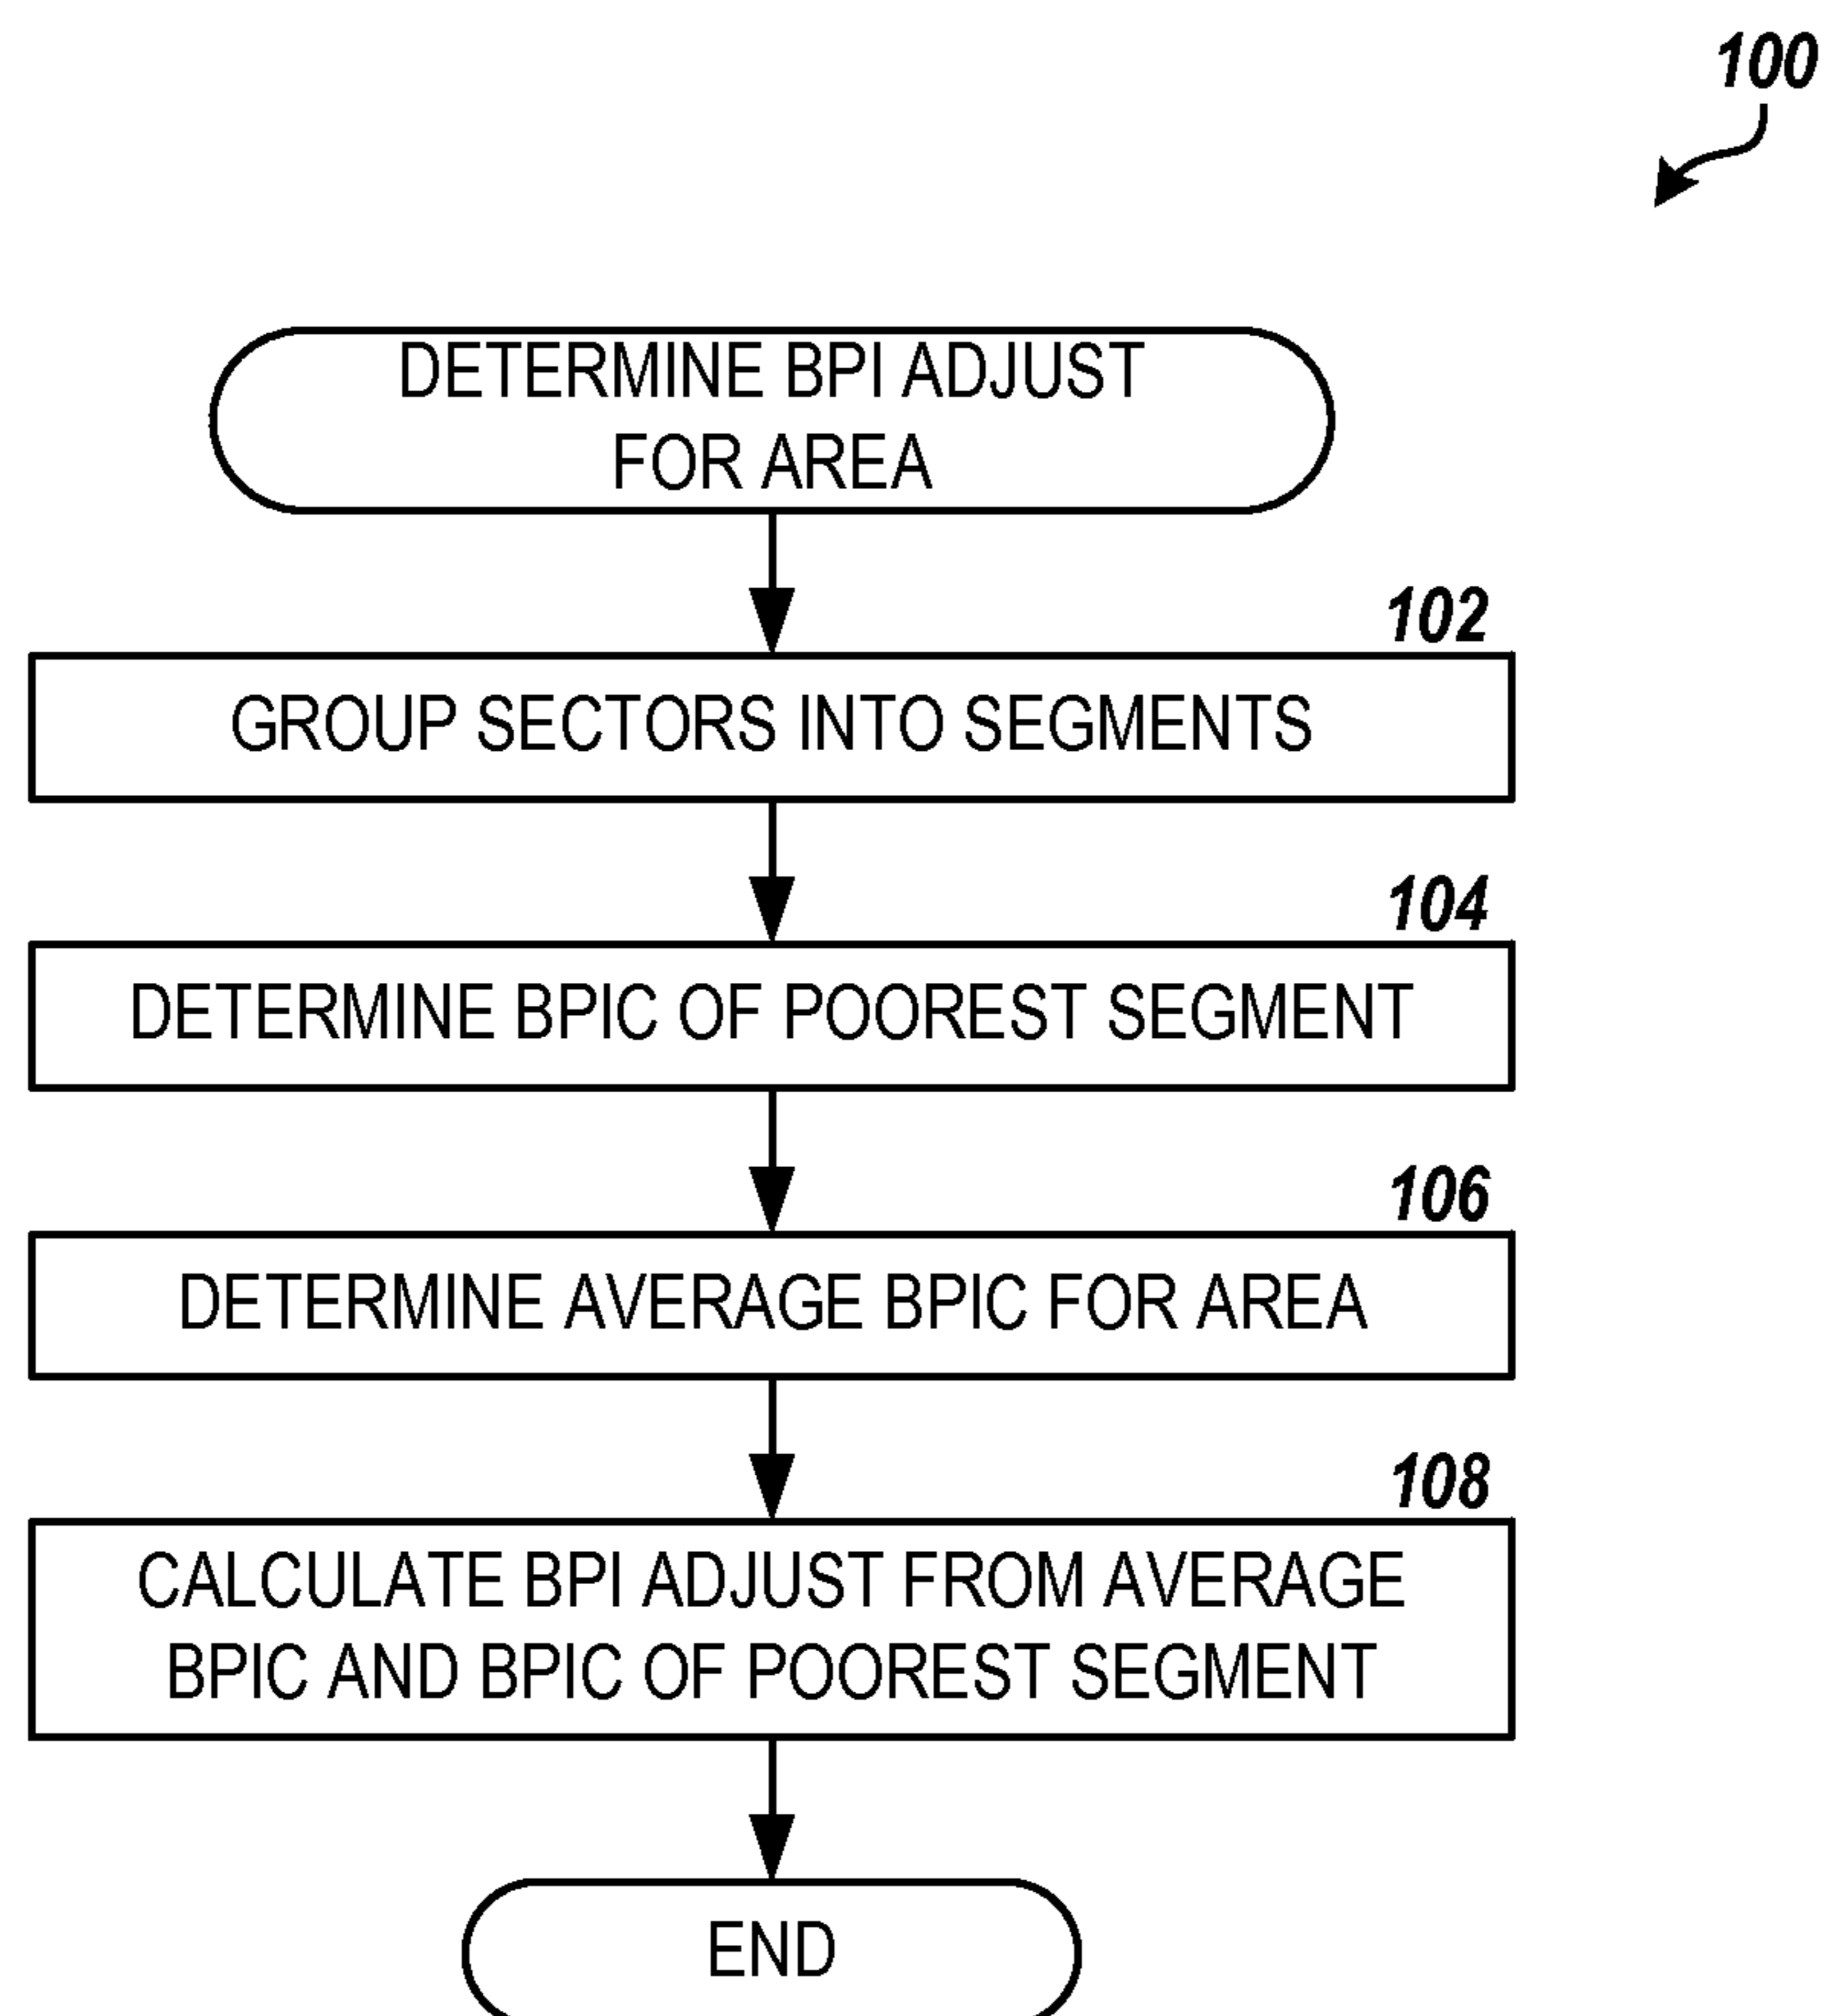 100
DETERMINE BPI ADJUST
FOR AREA
102
GROUP SECTORS INTO SEGMENTS
104
DETERMINE BPIC OF POOREST SEGMENT
106
DETERMINE AVERAGE BPIC FOR AREA
108
CALCULATE BPI ADJUST FROM AVERAGE
BPIC AND BPIC OF POOREST SEGMENT
END